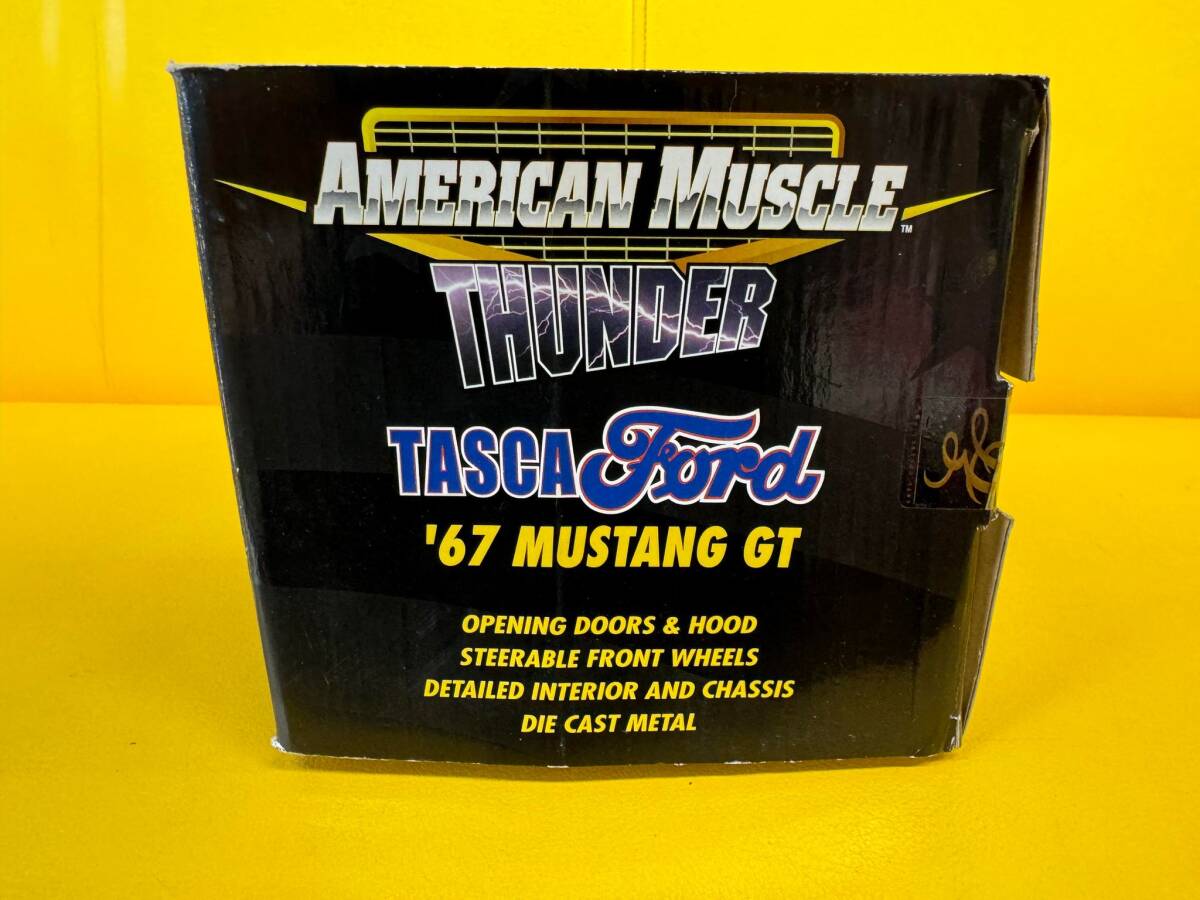 AMERICAN MUSCLE™
THUNDER
TASCA Ford
'67 MUSTANG GT
OPENING DOORS & HOOD
STEERABLE FRONT WHEELS
DETAILED INTERIOR AND CHASSIS
DIE CAST METAL